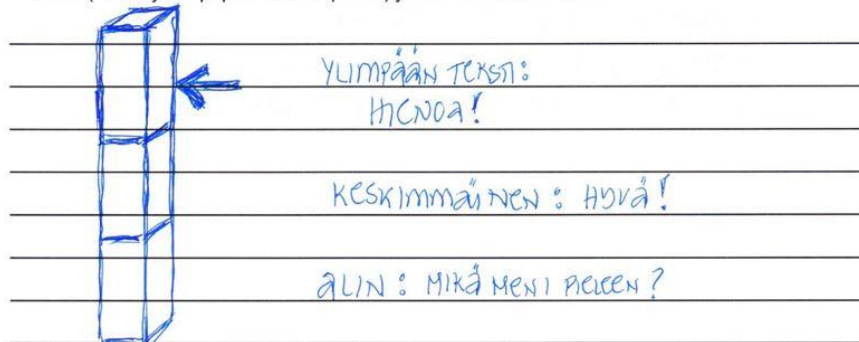 YLIMPÄÄN TEKSTI:
HIENOA!
KESKIMMÄINEN: HYVÄ!
ALIN: MIKÄ MENI PIELEEN?